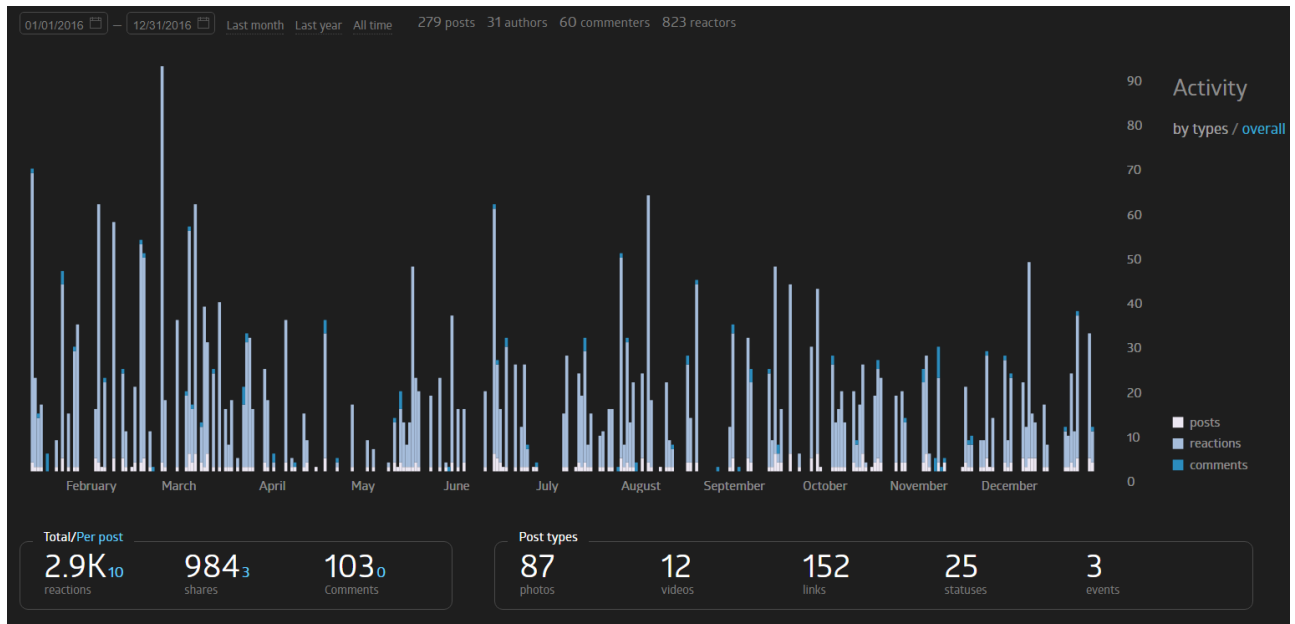 01/01/2016 — 12/31/2016 Last month Last year All time 279 posts 31 authors 60 commenters 823 reactors
90
80
70
60
50
40
30
20
10
0
Activity
by types / overall
posts
reactions
comments
February March April May June July August September October November December
Total/Per post
2.9K10 9843 1030
reactions shares Comments
Post types
87 12 152 25 3
photos videos links statuses events